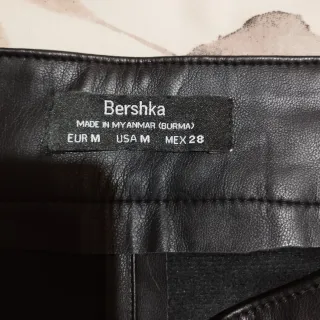 Bershka
MADE IN MYANMAR (BURMA)
EUR M USA M MEX 28